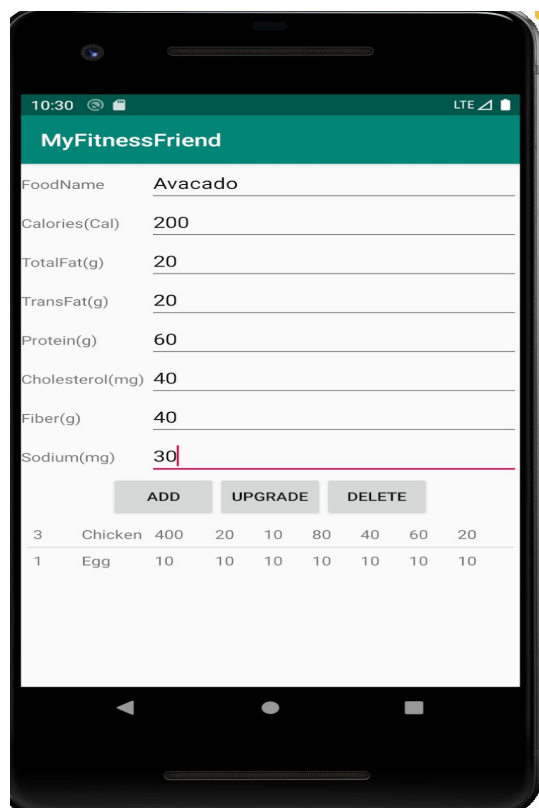 10:30 LTE
MyFitnessFriend
FoodName Avacado
Calories(Cal) 200
TotalFat(g) 20
TransFat(g) 20
Protein(g) 60
Cholesterol(mg) 40
Fiber(g) 40
Sodium(mg) 30
ADD UPGRADE DELETE
3 Chicken 400 20 10 80 40 60 20
1 Egg 10 10 10 10 10 10 10